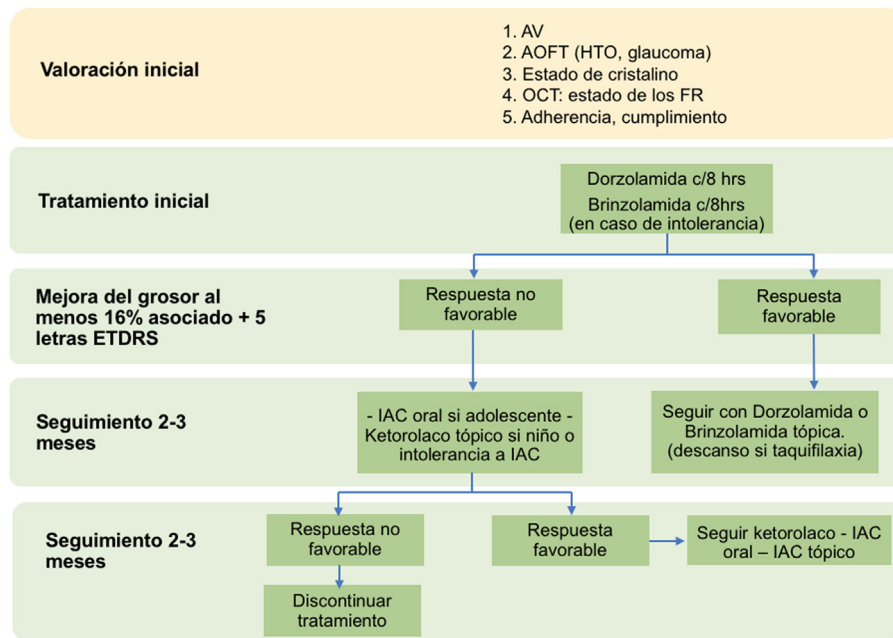 Valoración inicial
1. AV
2. AOFT (HTO, glaucoma)
3. Estado de cristalino
4. OCT: estado de los FR
5. Adherencia, cumplimiento
Tratamiento inicial
Dorzolamida c/8 hrs
Brinzolamida c/8hrs
(en caso de intolerancia)
Mejora del grosor al
menos 16% asociado + 5
letras ETDRS
Respuesta no
favorable
Respuesta
favorable
Seguimiento 2-3
meses
- IAC oral si adolescente -
Ketorolaco tópico si niño o
intolerancia a IAC
Seguir con Dorzolamida o
Brinzolamida tópica.
(descanso si taquifilaxia)
Seguimiento 2-3
meses
Respuesta no
favorable
Respuesta
favorable
Seguir ketorolaco - IAC
oral – IAC tópico
Discontinuar
tratamiento